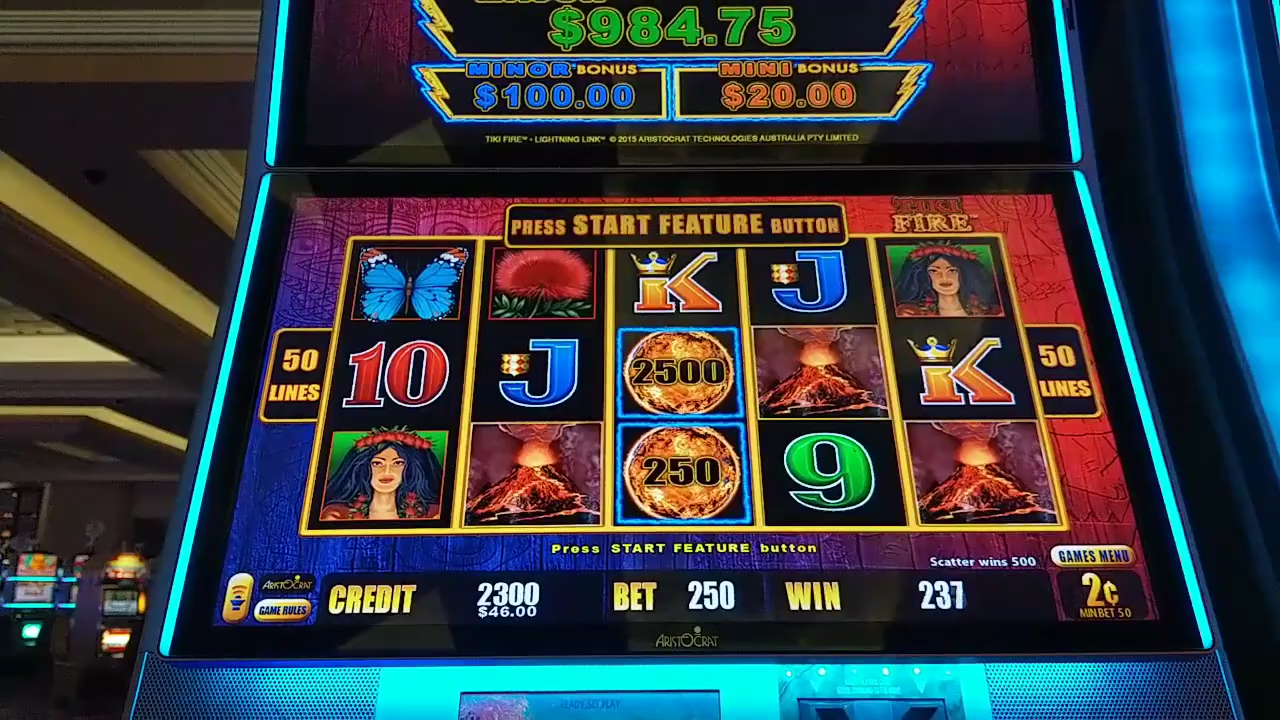 $984.75
MINOR BONUS
$100.00
MINI BONUS
$20.00
TIKI FIRE™ - LIGHTNING LINK™ © 2015 ARISTOCRAT TECHNOLOGIES AUSTRALIA PTY LIMITED
PRESS START FEATURE BUTTON
TIKI
FIRE™
K
J
50
LINES
10
J
2500
K
50
LINES
250
9
Press START FEATURE button
Scatter wins 500
GAMES MENU
ARISTOCRAT
GAME RULES
CREDIT
2300
$46.00
BET
250
WIN
237
2¢
MIN BET 50
ARISTOCRAT